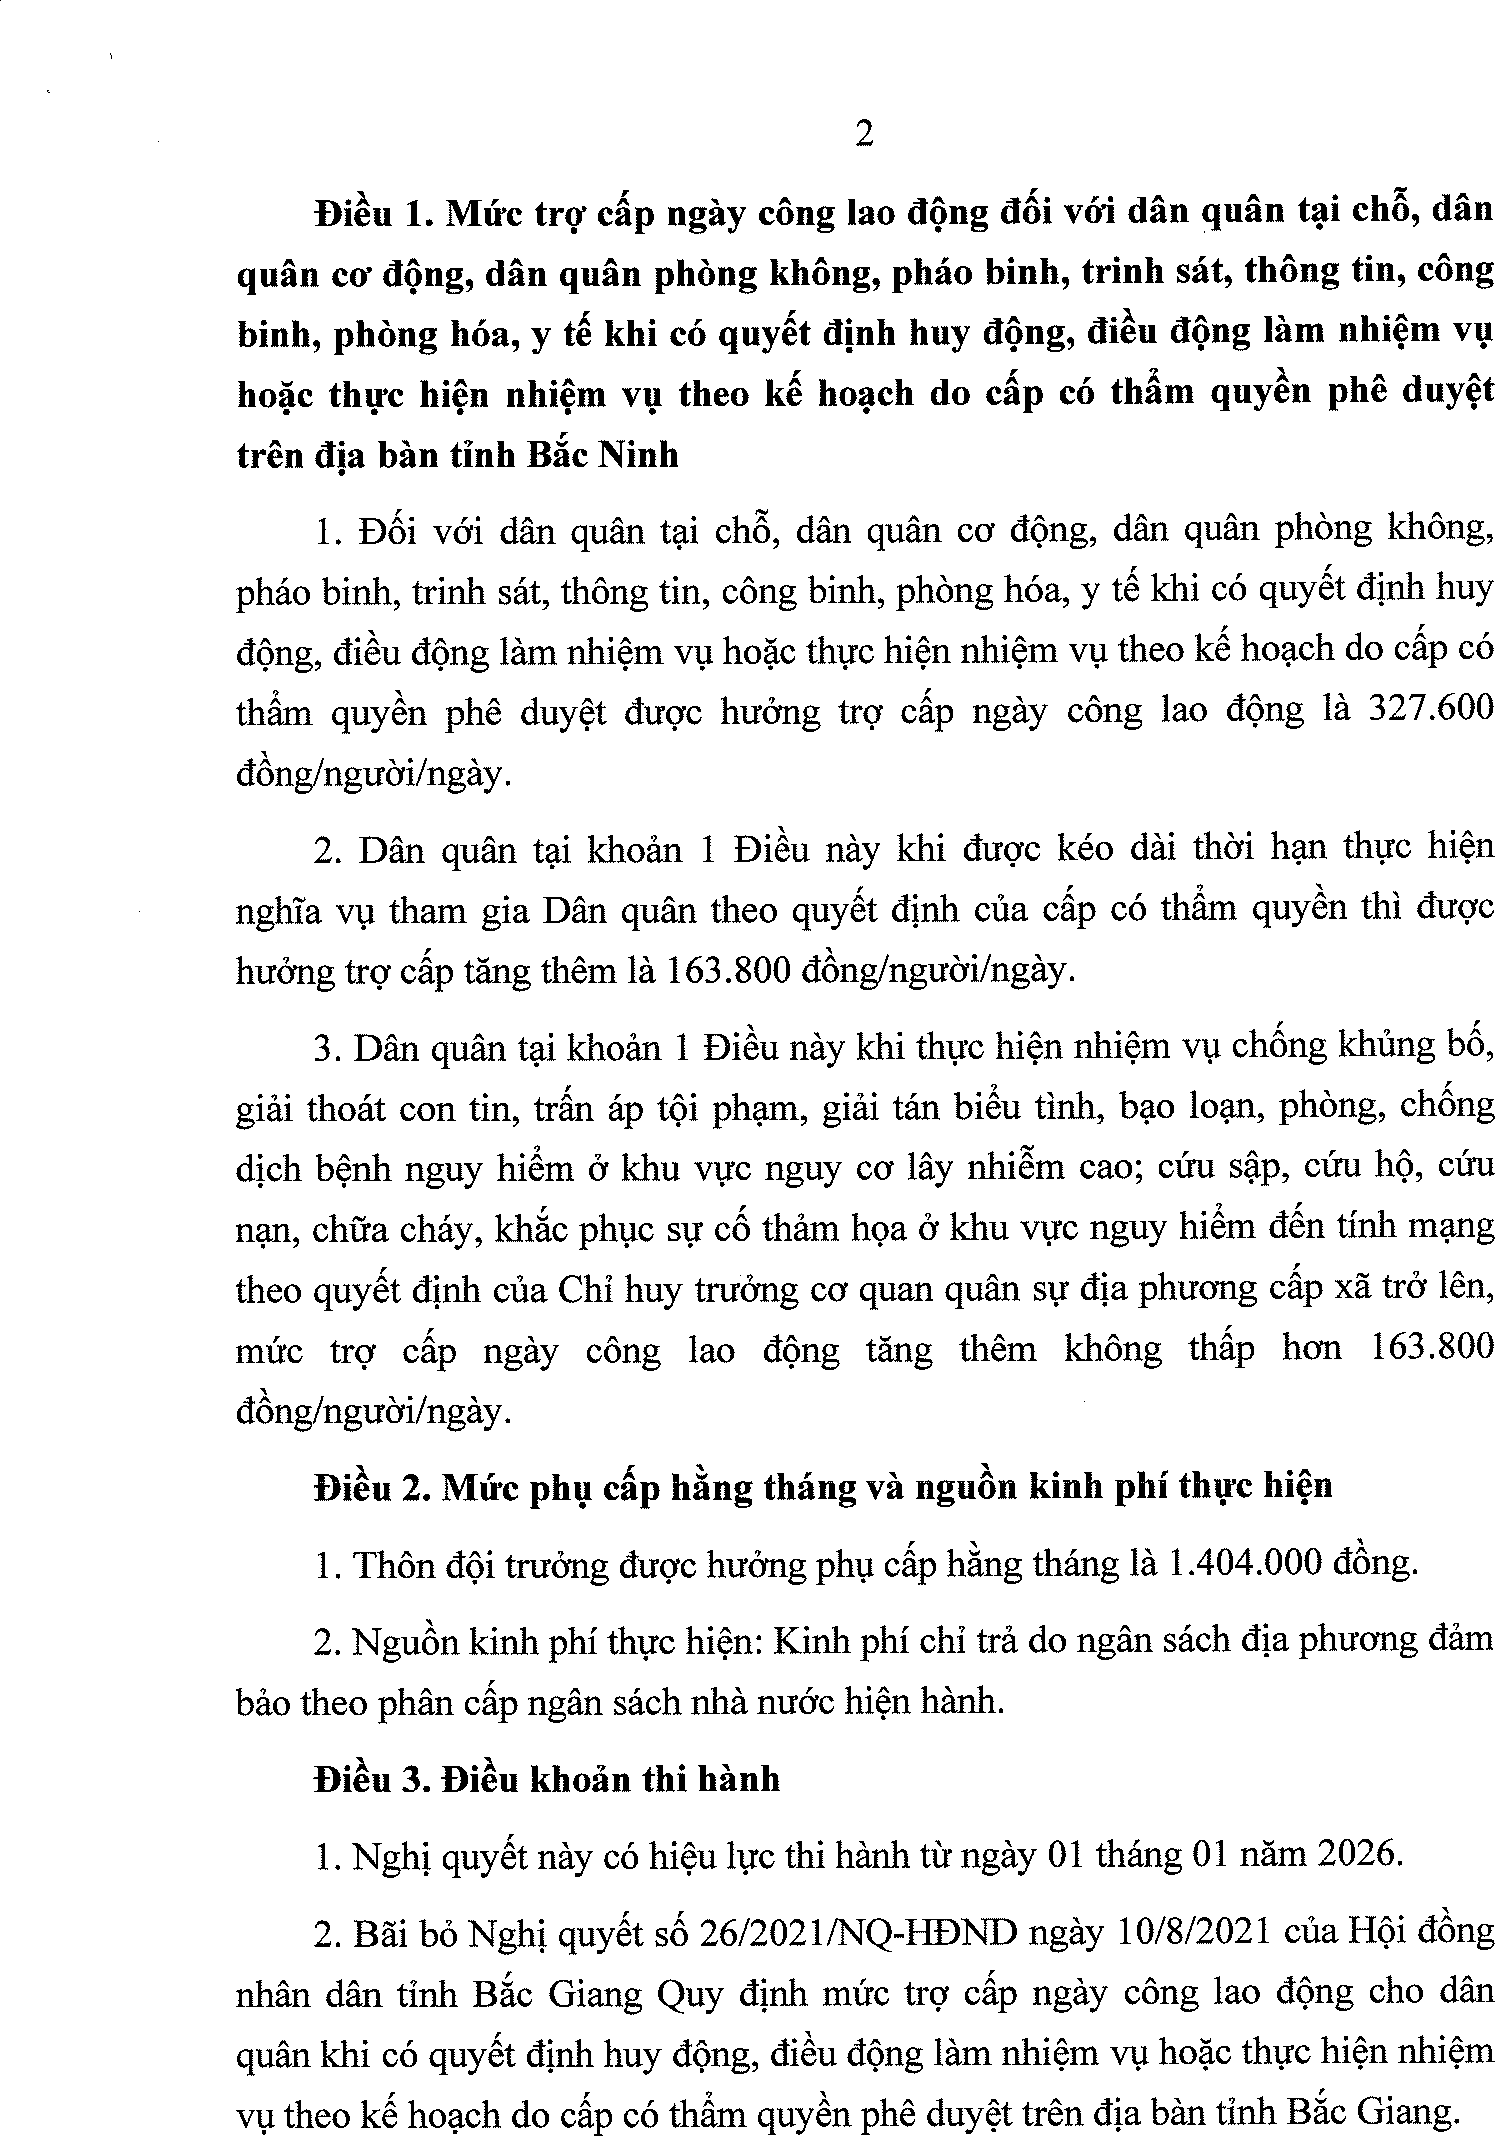 2
Điều 1. Mức trợ cấp ngày công lao động đối với dân quân tại chỗ, dân
quân cơ động, dân quân phòng không, pháo binh, trinh sát, thông tin, công
binh, phòng hóa, y tế khi có quyết định huy động, điều động làm nhiệm vụ
hoặc thực hiện nhiệm vụ theo kế hoạch do cấp có thẩm quyền phê duyệt
trên địa bàn tỉnh Bắc Ninh
1. Đối với dân quân tại chỗ, dân quân cơ động, dân quân phòng không,
pháo binh, trinh sát, thông tin, công binh, phòng hóa, y tế khi có quyết định huy
động, điều động làm nhiệm vụ hoặc thực hiện nhiệm vụ theo kế hoạch do cấp có
thẩm quyền phê duyệt được hưởng trợ cấp ngày công lao động là 327.600
đồng/người/ngày.
2. Dân quân tại khoản 1 Điều này khi được kéo dài thời hạn thực hiện
nghĩa vụ tham gia Dân quân theo quyết định của cấp có thẩm quyền thì được
hưởng trợ cấp tăng thêm là 163.800 đồng/người/ngày.
3. Dân quân tại khoản 1 Điều này khi thực hiện nhiệm vụ chống khủng bố,
giải thoát con tin, trấn áp tội phạm, giải tán biểu tình, bạo loạn, phòng, chống
dịch bệnh nguy hiểm ở khu vực nguy cơ lây nhiễm cao; cứu sập, cứu hộ, cứu
nạn, chữa cháy, khắc phục sự cố thảm họa ở khu vực nguy hiểm đến tính mạng
theo quyết định của Chỉ huy trưởng cơ quan quân sự địa phương cấp xã trở lên,
mức trợ cấp ngày công lao động tăng thêm không thấp hơn 163.800
đồng/người/ngày.
Điều 2. Mức phụ cấp hằng tháng và nguồn kinh phí thực hiện
1. Thôn đội trưởng được hưởng phụ cấp hằng tháng là 1.404.000 đồng.
2. Nguồn kinh phí thực hiện: Kinh phí chỉ trả do ngân sách địa phương đảm
bảo theo phân cấp ngân sách nhà nước hiện hành.
Điều 3. Điều khoản thi hành
1. Nghị quyết này có hiệu lực thi hành từ ngày 01 tháng 01 năm 2026.
2. Bãi bỏ Nghị quyết số 26/2021/NQ-HĐND ngày 10/8/2021 của Hội đồng
nhân dân tỉnh Bắc Giang Quy định mức trợ cấp ngày công lao động cho dân
quân khi có quyết định huy động, điều động làm nhiệm vụ hoặc thực hiện nhiệm
vụ theo kế hoạch do cấp có thẩm quyền phê duyệt trên địa bàn tỉnh Bắc Giang.